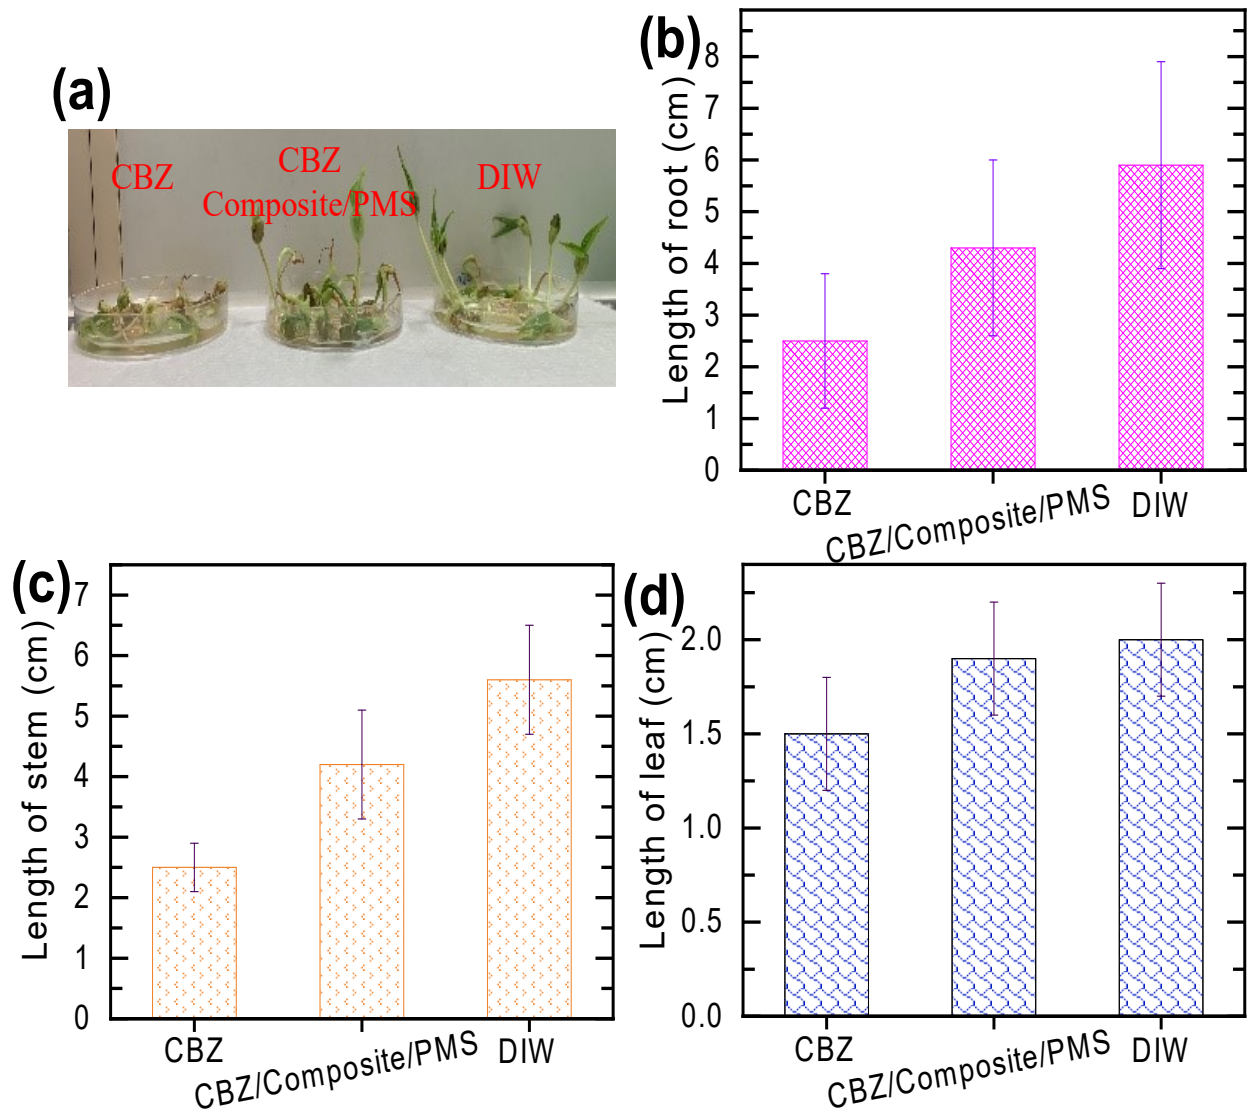 (a)
CBZ
CBZ
Composite/PMS
DIW
(b)
Length of root (cm)
8
7
6
5
4
3
2
1
0
CBZ
CBZ/Composite/PMS
DIW
(c)
Length of stem (cm)
7
6
5
4
3
2
1
0
CBZ
CBZ/Composite/PMS
DIW
(d)
Length of leaf (cm)
2.0
1.5
1.0
0.5
0.0
CBZ
CBZ/Composite/PMS
DIW